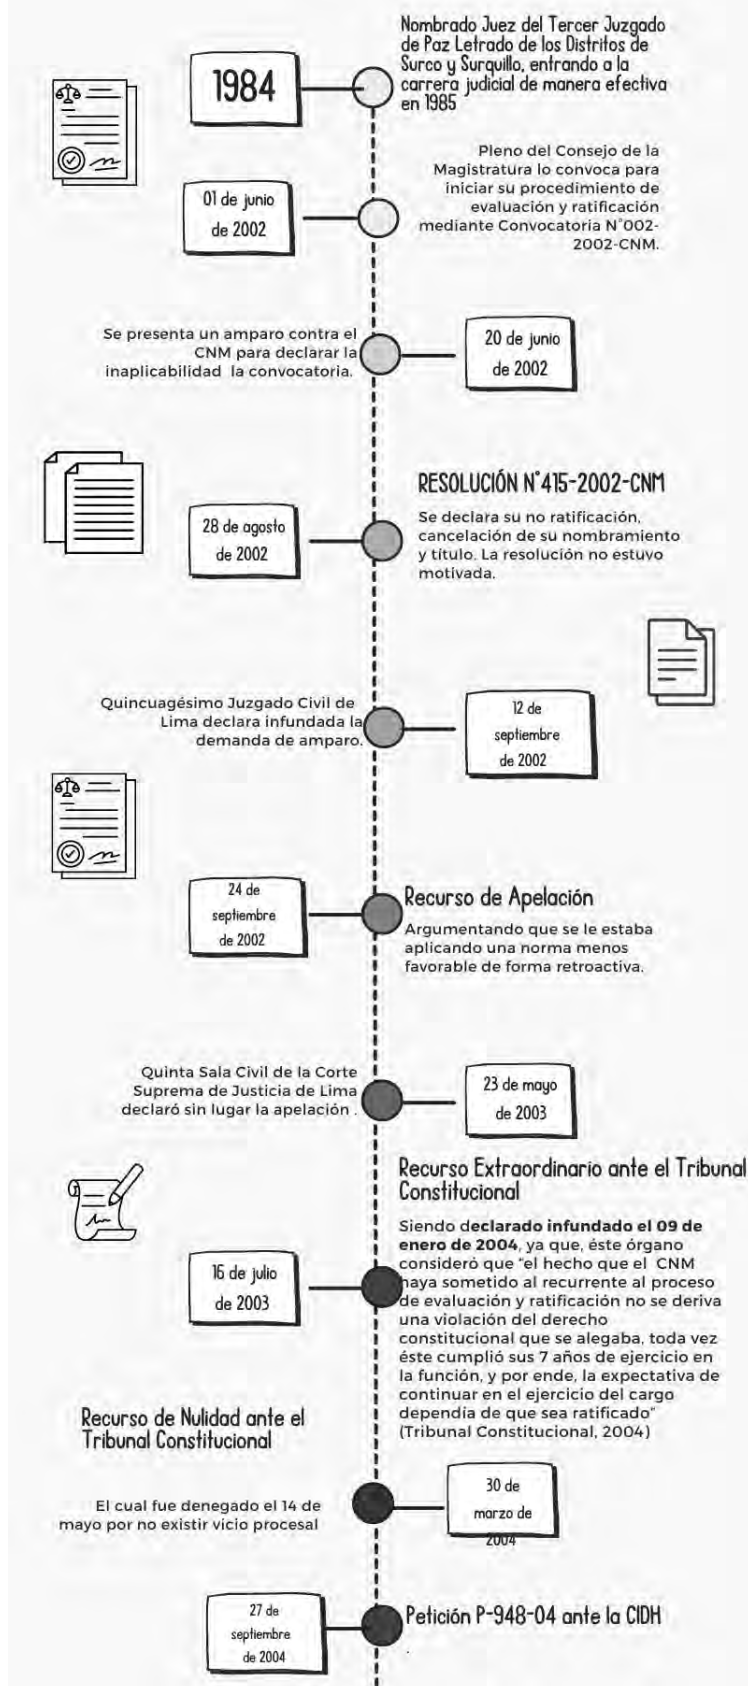 1984
Nombrado Juez del Tercer Juzgado
de Paz Letrado de los Distritos de
Surco y Surquillo, entrando a la
carrera judicial de manera efectiva
en 1985
01 de junio
de 2002
Pleno del Consejo de la
Magistratura lo convoca para
iniciar su procedimiento de
evaluación y ratificación
mediante Convocatoria N°002-
2002-CNM.
Se presenta un amparo contra el
CNM para declarar la
inaplicabilidad la convocatoria.
20 de junio
de 2002
28 de agosto
de 2002
RESOLUCIÓN N°415-2002-CNM
Se declara su no ratificación,
cancelación de su nombramiento
y título. La resolución no estuvo
motivada.
Quincuagésimo Juzgado Civil de
Lima declara infundada la
demanda de amparo.
12 de
septiembre
de 2002
24 de
septiembre
de 2002
Recurso de Apelación
Argumentando que se le estaba
aplicando una norma menos
favorable de forma retroactiva.
Quinta Sala Civil de la Corte
Suprema de Justicia de Lima
declaró sin lugar la apelación .
23 de mayo
de 2003
16 de julio
de 2003
Recurso Extraordinario ante el Tribunal
Constitucional
Siendo declarado infundado el 09 de
enero de 2004, ya que, éste órgano
consideró que "el hecho que el CNM
haya sometido al recurrente al proceso
de evaluación y ratificación no se deriva
una violación del derecho
constitucional que se alegaba, toda vez
éste cumplió sus 7 años de ejercicio en
la función, y por ende, la expectativa de
continuar en el ejercicio del cargo
dependía de que sea ratificado"
(Tribunal Constitucional, 2004)
Recurso de Nulidad ante el
Tribunal Constitucional
El cual fue denegado el 14 de
mayo por no existir vicio procesal
30 de
marzo de
2004
27 de
septiembre
de 2004
Petición P-948-04 ante la CIDH